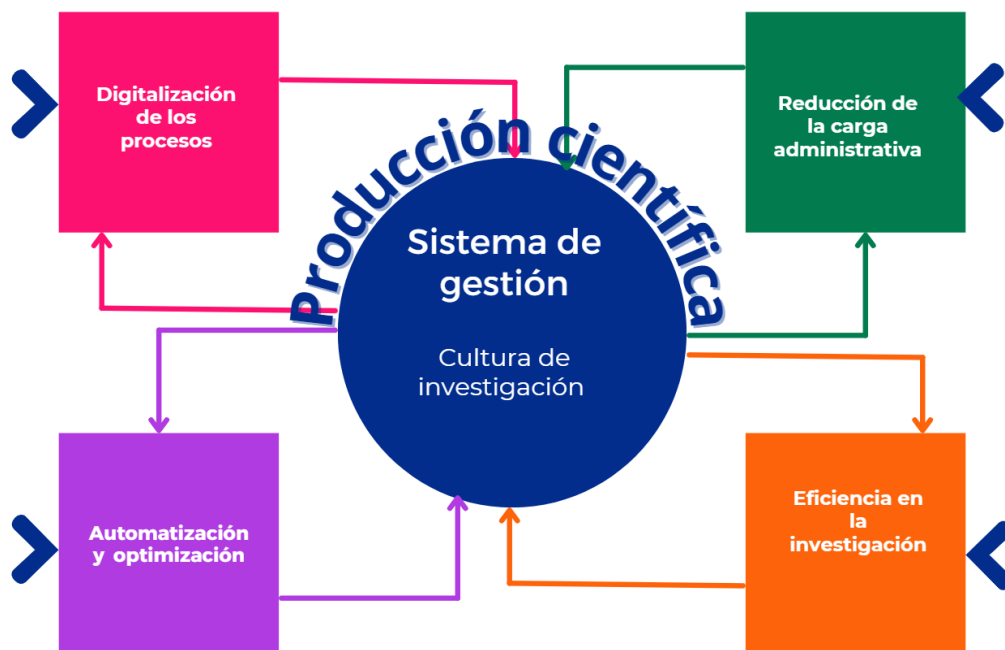 Digitalización
de los
procesos
Reducción de
la carga
administrativa
Producción científica
Sistema de
gestión
Cultura de
investigación
Automatización
y optimización
Eficiencia en
la
investigación